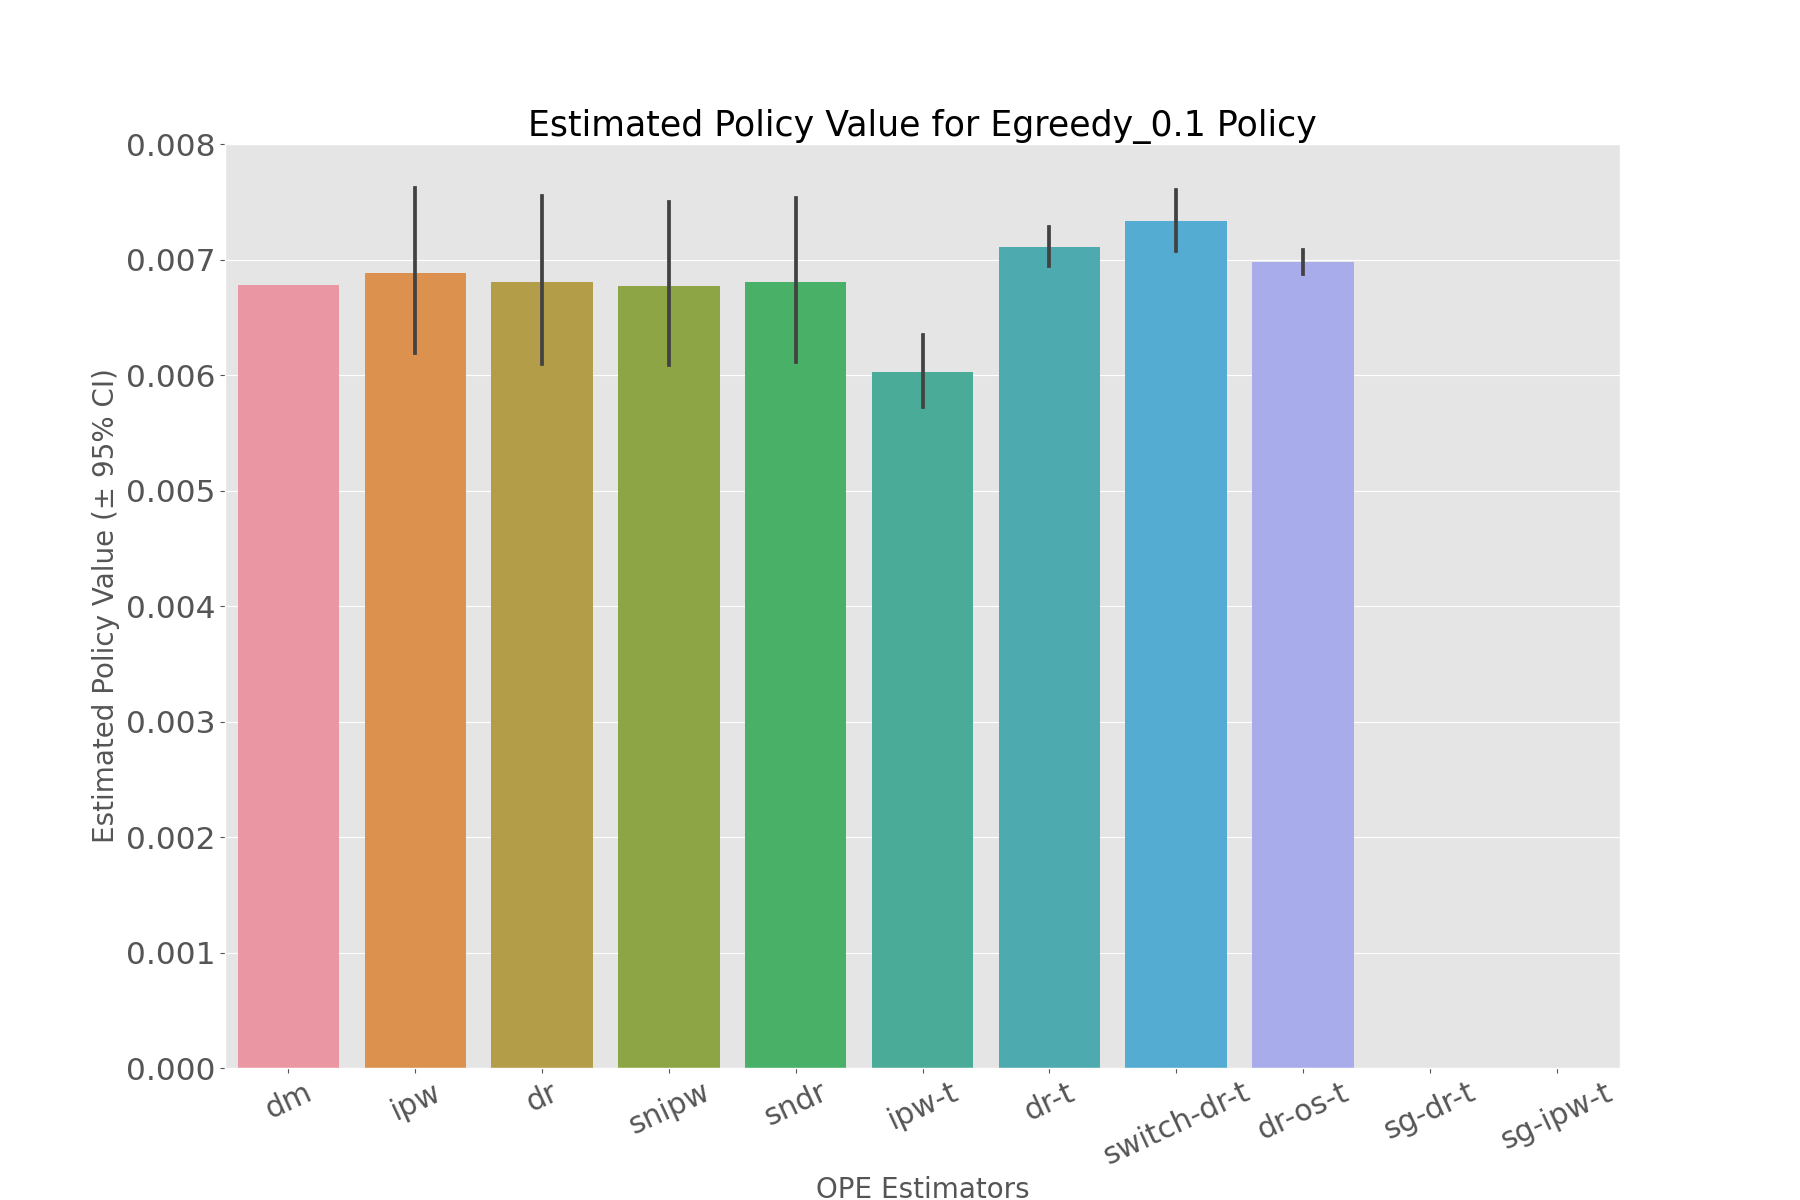 Estimated Policy Value for Egreedy_0.1 Policy
Estimated Policy Value (± 95% CI)
0.008
0.007
0.006
0.005
0.004
0.003
0.002
0.001
0.000
dm
ipw
dr
snipw
sndr
ipw-t
dr-t
switch-dr-t
dr-os-t
sg-dr-t
sg-ipw-t
OPE Estimators